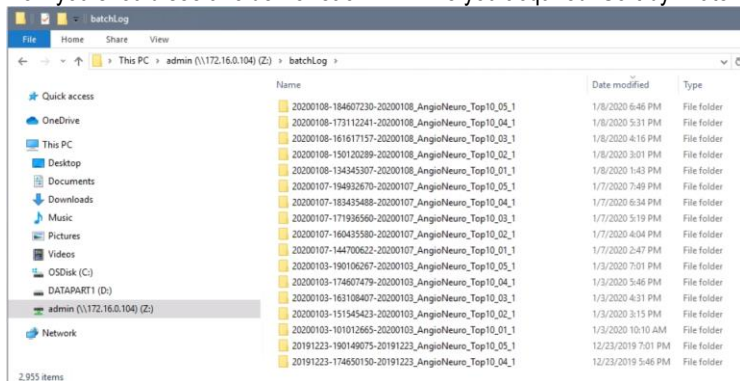 batchLog
File Home Share View
This PC > admin (\\172.16.0.104) (Z:) > batchLog >
Name Date modified Type
Quick access
OneDrive
This PC
Desktop
Documents
Downloads
Music
Pictures
Videos
OSDisk (C:)
DATAPART1 (D:)
admin (\\172.16.0.104) (Z:)
Network
20200108-184607230-20200108_AngioNeuro_Top10_05_1 1/8/2020 6:46 PM File folder
20200108-173112241-20200108_AngioNeuro_Top10_04_1 1/8/2020 5:31 PM File folder
20200108-161617157-20200108_AngioNeuro_Top10_03_1 1/8/2020 4:16 PM File folder
20200108-150120289-20200108_AngioNeuro_Top10_02_1 1/8/2020 3:01 PM File folder
20200108-134345307-20200108_AngioNeuro_Top10_01_1 1/8/2020 1:43 PM File folder
20200107-194932670-20200107_AngioNeuro_Top10_05_1 1/7/2020 7:49 PM File folder
20200107-183435488-20200107_AngioNeuro_Top10_04_1 1/7/2020 6:34 PM File folder
20200107-171936560-20200107_AngioNeuro_Top10_03_1 1/7/2020 5:19 PM File folder
20200107-160435580-20200107_AngioNeuro_Top10_02_1 1/7/2020 4:04 PM File folder
20200107-144700622-20200107_AngioNeuro_Top10_01_1 1/7/2020 2:47 PM File folder
20200103-190106267-20200103_AngioNeuro_Top10_05_1 1/3/2020 7:01 PM File folder
20200103-174607479-20200103_AngioNeuro_Top10_04_1 1/3/2020 5:46 PM File folder
20200103-163108407-20200103_AngioNeuro_Top10_03_1 1/3/2020 4:31 PM File folder
20200103-151545423-20200103_AngioNeuro_Top10_02_1 1/3/2020 3:15 PM File folder
20200103-101012665-20200103_AngioNeuro_Top10_01_1 1/3/2020 10:10 AM File folder
20191223-190149075-20191223_AngioNeuro_Top10_05_1 12/23/2019 7:01 PM File folder
20191223-174650150-20191223_AngioNeuro_Top10_04_1 12/23/2019 5:46 PM File folder
2,955 items